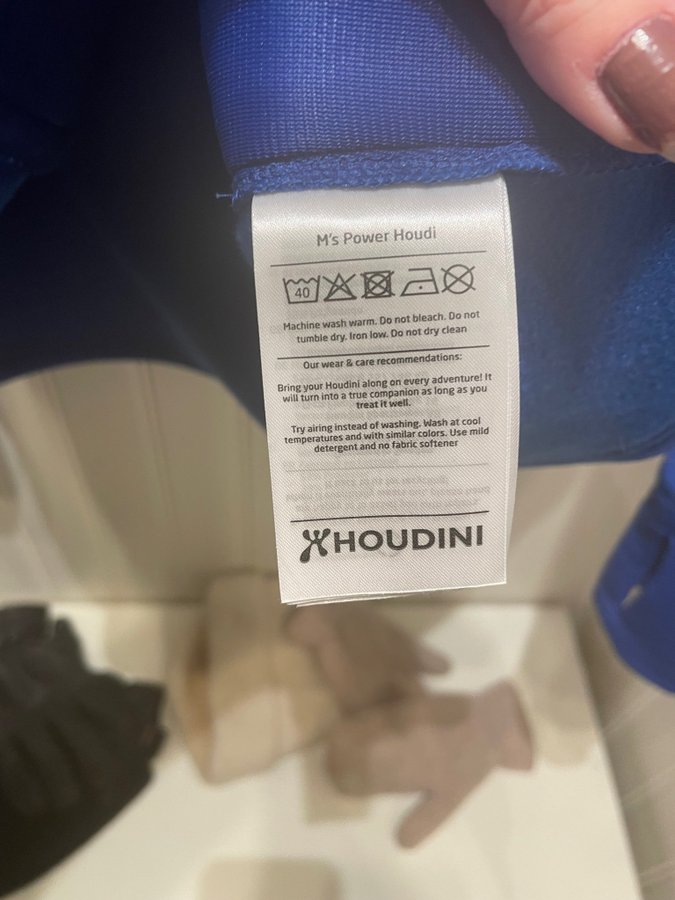 M's Power Houdi
40
Machine wash warm. Do not bleach. Do not
tumble dry. Iron low. Do not dry clean
Our wear & care recommendations:
Bring your Houdini along on every adventure! It
will turn into a true companion as long as you
treat it well.
Try airing instead of washing. Wash at cool
temperatures and with similar colors. Use mild
detergent and no fabric softener
HOUDINI